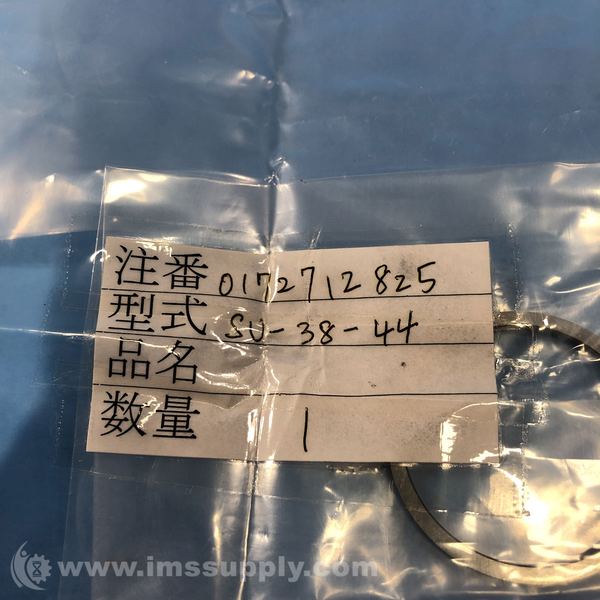 注番 0172712825
型式 SU-38-44
品名
数量 1
www.imssupply.com